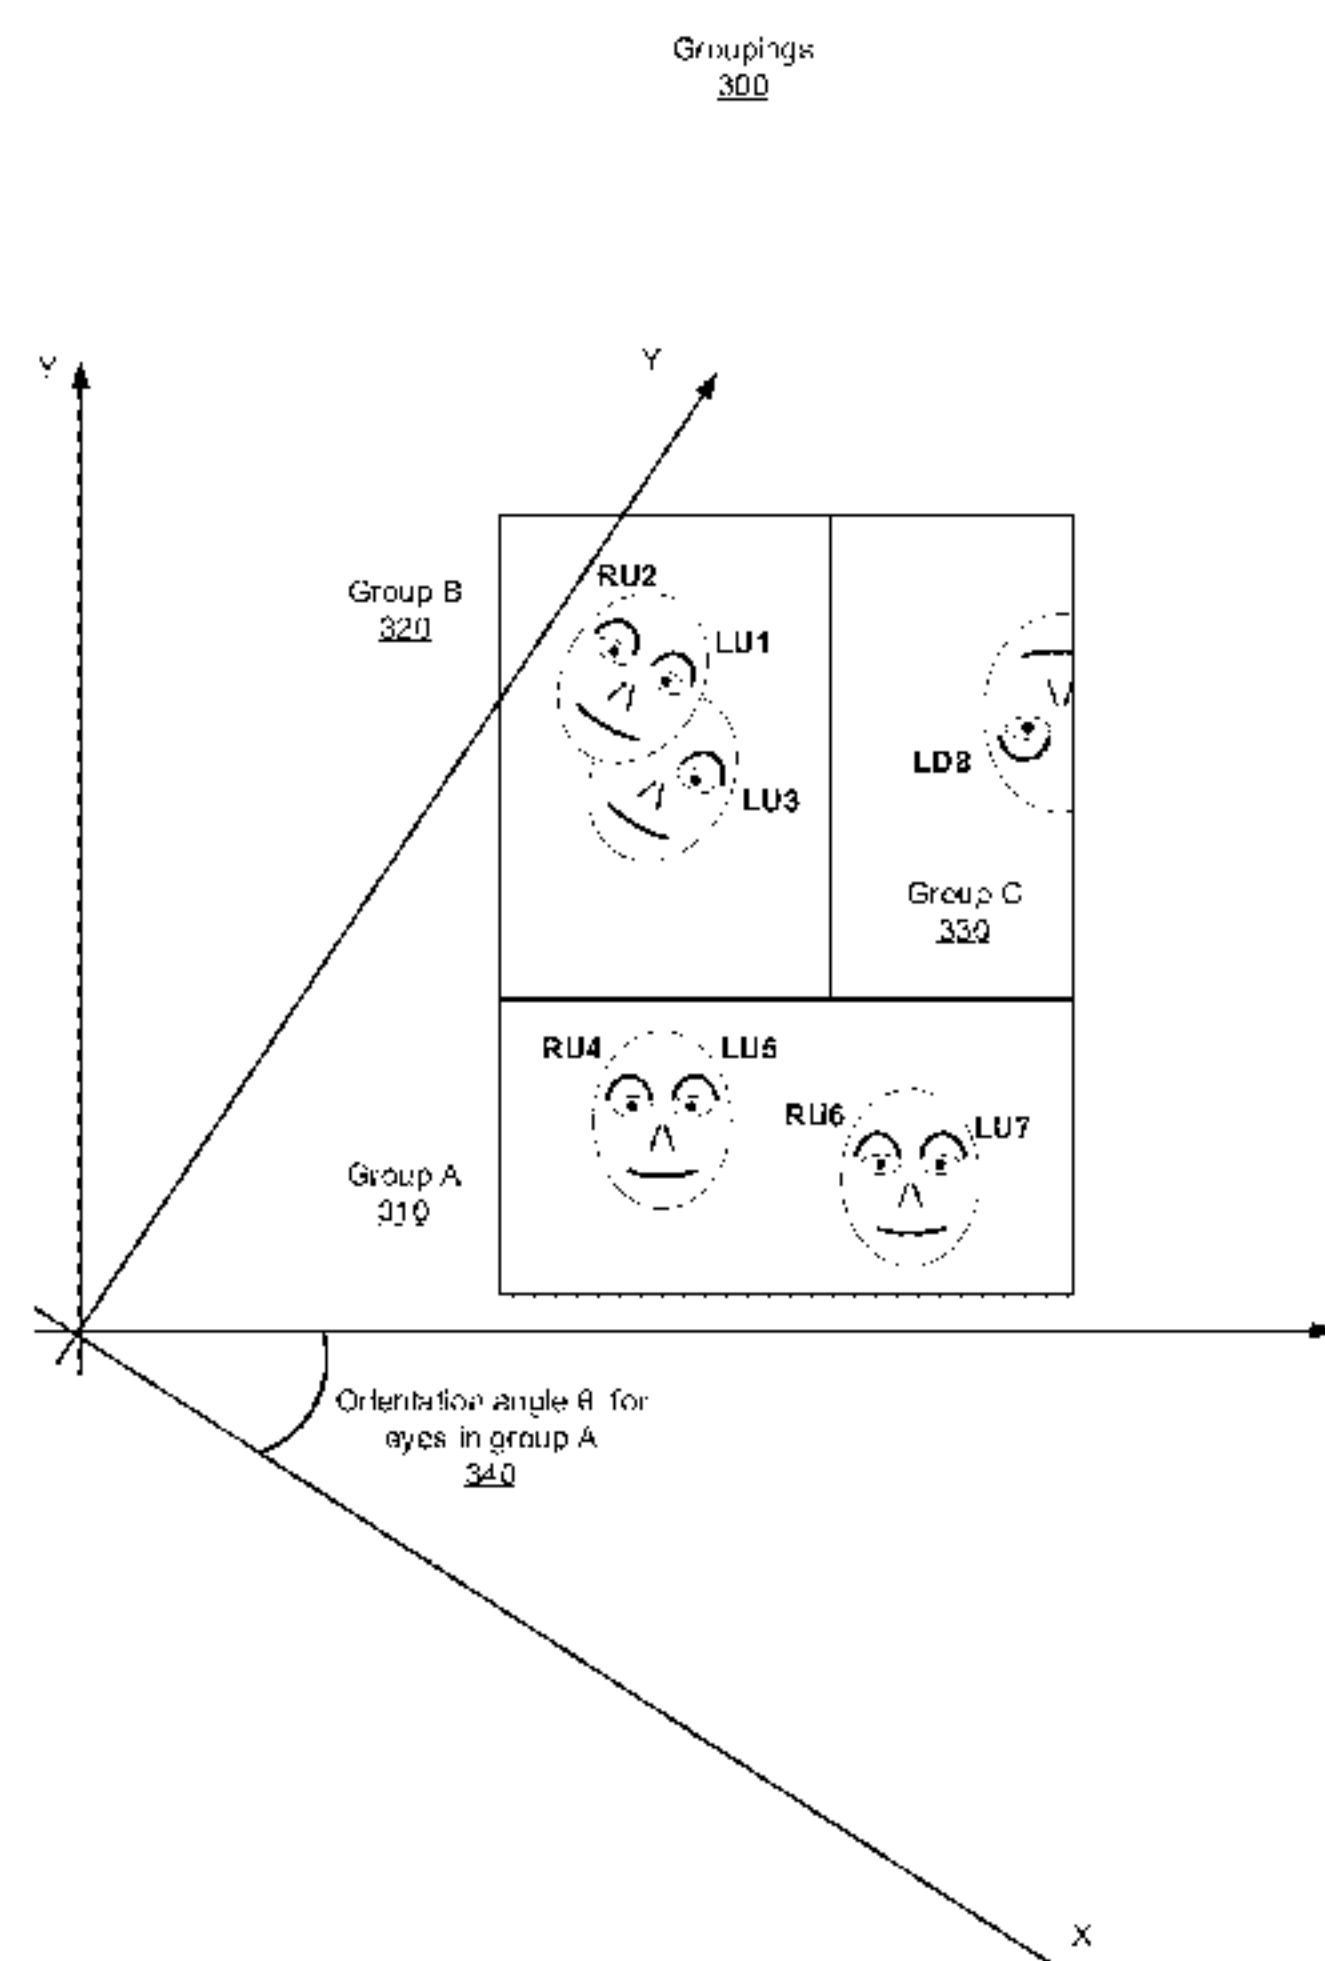 Groupings
300
Y
Y
Group B
320
RU2
LU1
LU3
LD8
Group C
330
RU4
LU5
RU6
LU7
Group A
310
Orientation angle θ for
eyes in group A
340
X